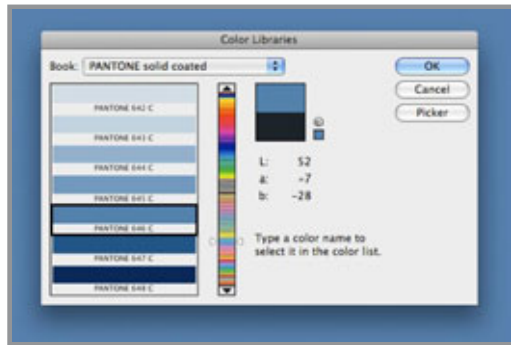 Color Libraries
Book: PANTONE solid coated
OK
Cancel
Picker
PANTONE 642 C
PANTONE 643 C
PANTONE 644 C
PANTONE 645 C
PANTONE 646 C
PANTONE 647 C
PANTONE 648 C
L: 52
a: -7
b: -28
Type a color name to
select it in the color list.